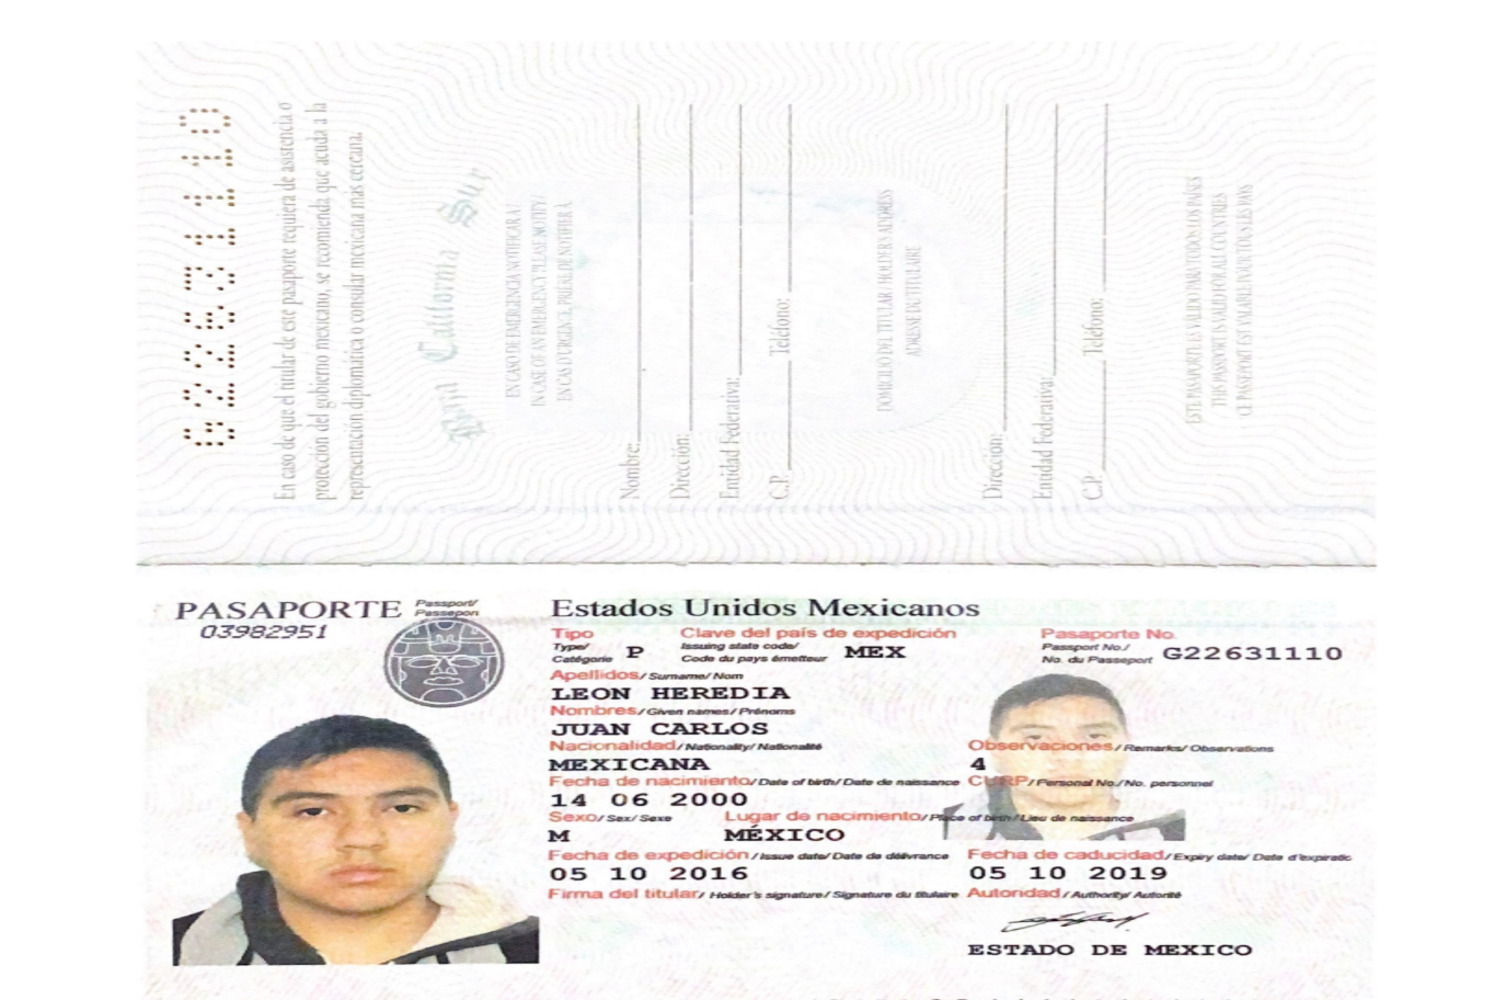 G22631110
En caso de que el titular de este pasaporte requiera de asistencia o
protección del gobierno mexicano, se recomienda que acuda a la
representación diplomática o consular mexicana mas cercana.
Baja California Sur
EN CASO DE EMERGENCIA NOTIFICAR A/
IN CASE OF AN EMERGENCY PLEASE NOTIFY/
EN CAS D'URGENCE, PRIÈRE DE NOTIFIER À
Nombre:
Dirección:
Entidad Federativa:
C.P. Teléfono:
DOMICILIO DEL TITULAR / HOLDER'S ADDRESS
ADRESSE DU TITULAIRE
Dirección:
Entidad Federativa:
C.P. Teléfono:
ESTE PASAPORTE ES VÁLIDO PARA TODOS LOS PAÍSES
THIS PASSPORT IS VALID FOR ALL COUNTRIES
CE PASSEPORT EST VALABLE POUR TOUS LES PAYS
PASAPORTE Passport/ Passeport
03982951
Estados Unidos Mexicanos
Tipo Clave del país de expedición Pasaporte No.
Type/ Issuing state code/ Passport No./
Catégorie P Code du pays émetteur MEX No. du Passeport G22631110
Apellidos/Surname/Nom
LEON HEREDIA
Nombres/Given names/Prénoms
JUAN CARLOS
Nacionalidad/Nationality/Nationalité Observaciones/Remarks/Observations
MEXICANA 4
Fecha de nacimiento/Date of birth/Date de naissance CURP/Personal No./No. personnel
14 06 2000
Sexo/Sex/Sexe Lugar de nacimiento/Place of birth/Lieu de naissance
M MÉXICO
Fecha de expedición/Issue date/Date de délivrance Fecha de caducidad/Expiry date/Date d'expiratic
05 10 2016 05 10 2019
Firma del titular/Holder's signature/Signature du titulaire Autoridad/Authority/Autorité
ESTADO DE MEXICO